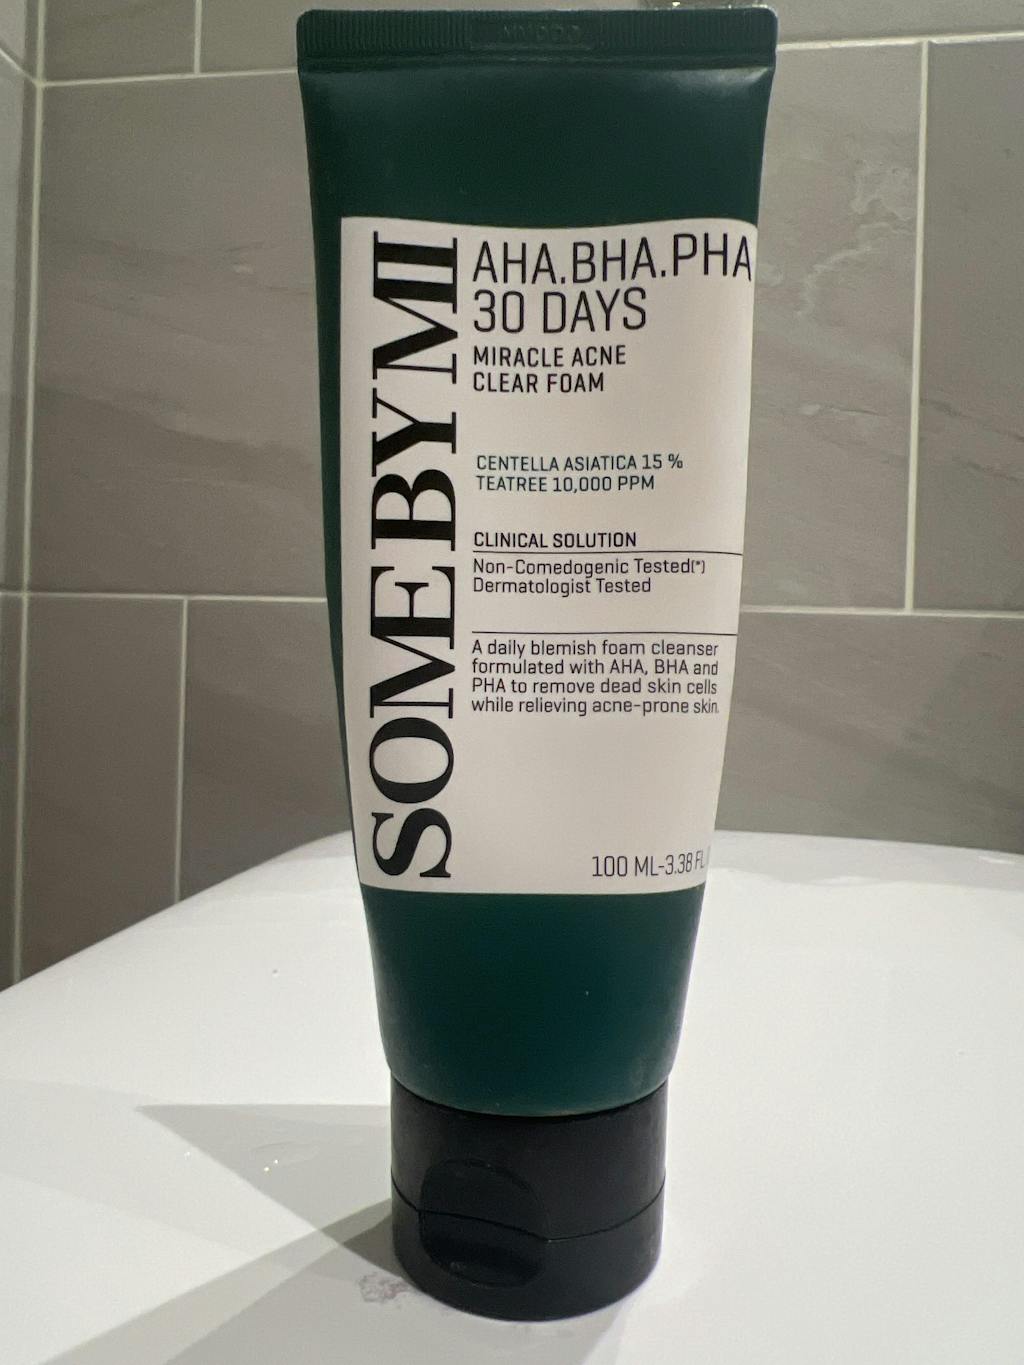 SOMEBYMI
AHA.BHA.PHA
30 DAYS
MIRACLE ACNE
CLEAR FOAM
CENTELLA ASIATICA 15 %
TEATREE 10,000 PPM
CLINICAL SOLUTION
Non-Comedogenic Tested(*)
Dermatologist Tested
A daily blemish foam cleanser
formulated with AHA, BHA and
PHA to remove dead skin cells
while relieving acne-prone skin.
100 ML-3.38 FL